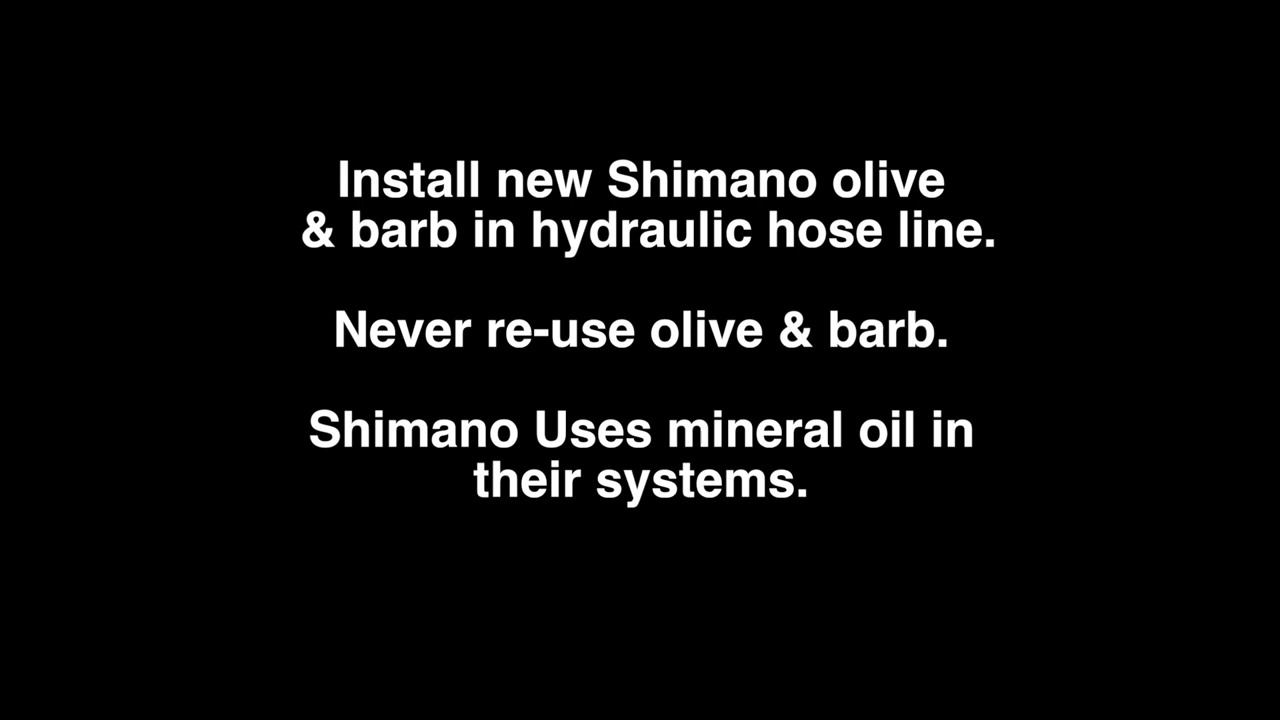 Install new Shimano olive
& barb in hydraulic hose line.
Never re-use olive & barb.
Shimano Uses mineral oil in
their systems.